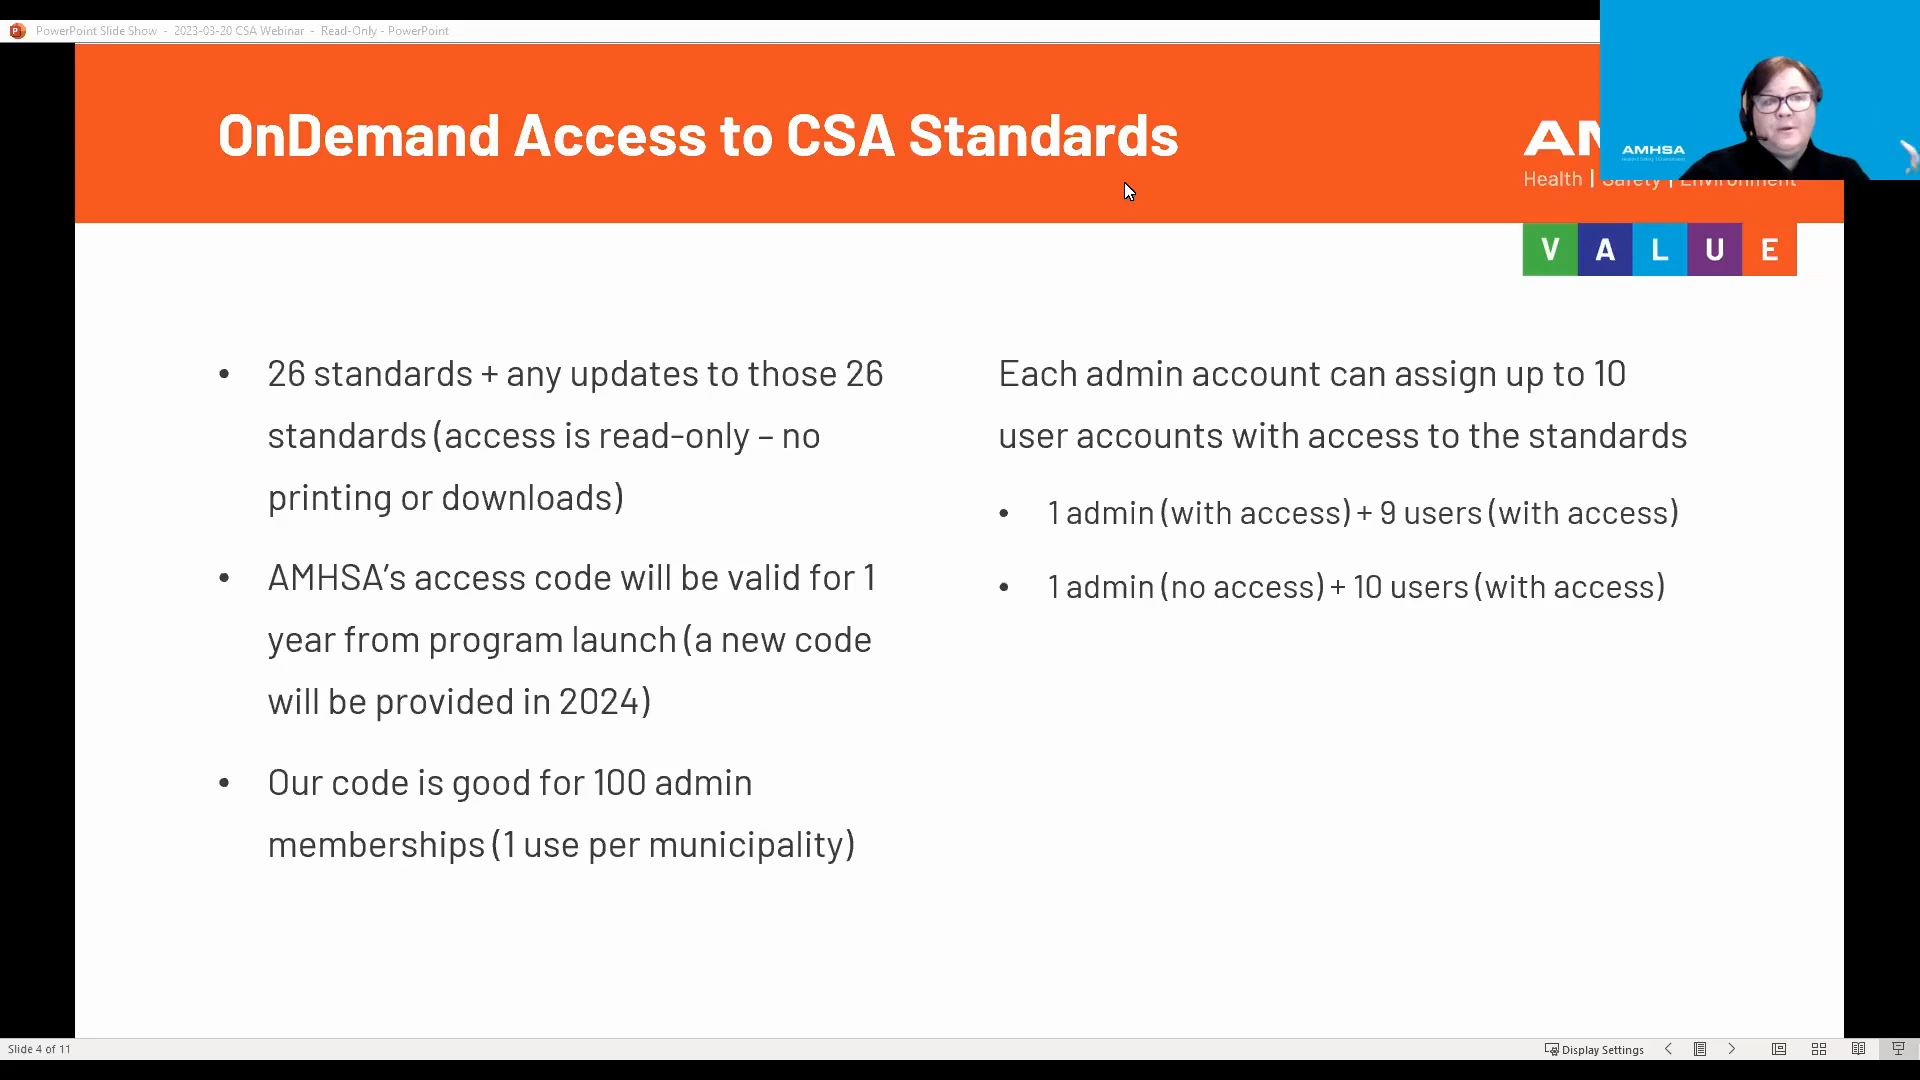 PowerPoint Slide Show - 2023-03-20 CSA Webinar - Read-Only - PowerPoint
OnDemand Access to CSA Standards
Health | Safety | Environment
AMHSA
V A L U E
• 26 standards + any updates to those 26
standards (access is read-only – no
printing or downloads)
• AMHSA’s access code will be valid for 1
year from program launch (a new code
will be provided in 2024)
• Our code is good for 100 admin
memberships (1 use per municipality)
Each admin account can assign up to 10
user accounts with access to the standards
• 1 admin (with access) + 9 users (with access)
• 1 admin (no access) + 10 users (with access)
Slide 4 of 11
Display Settings